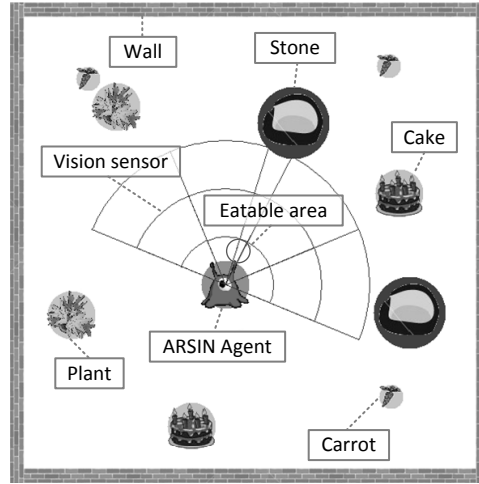 Wall
Stone
Cake
Vision sensor
Eatable area
ARSIN Agent
Plant
Carrot